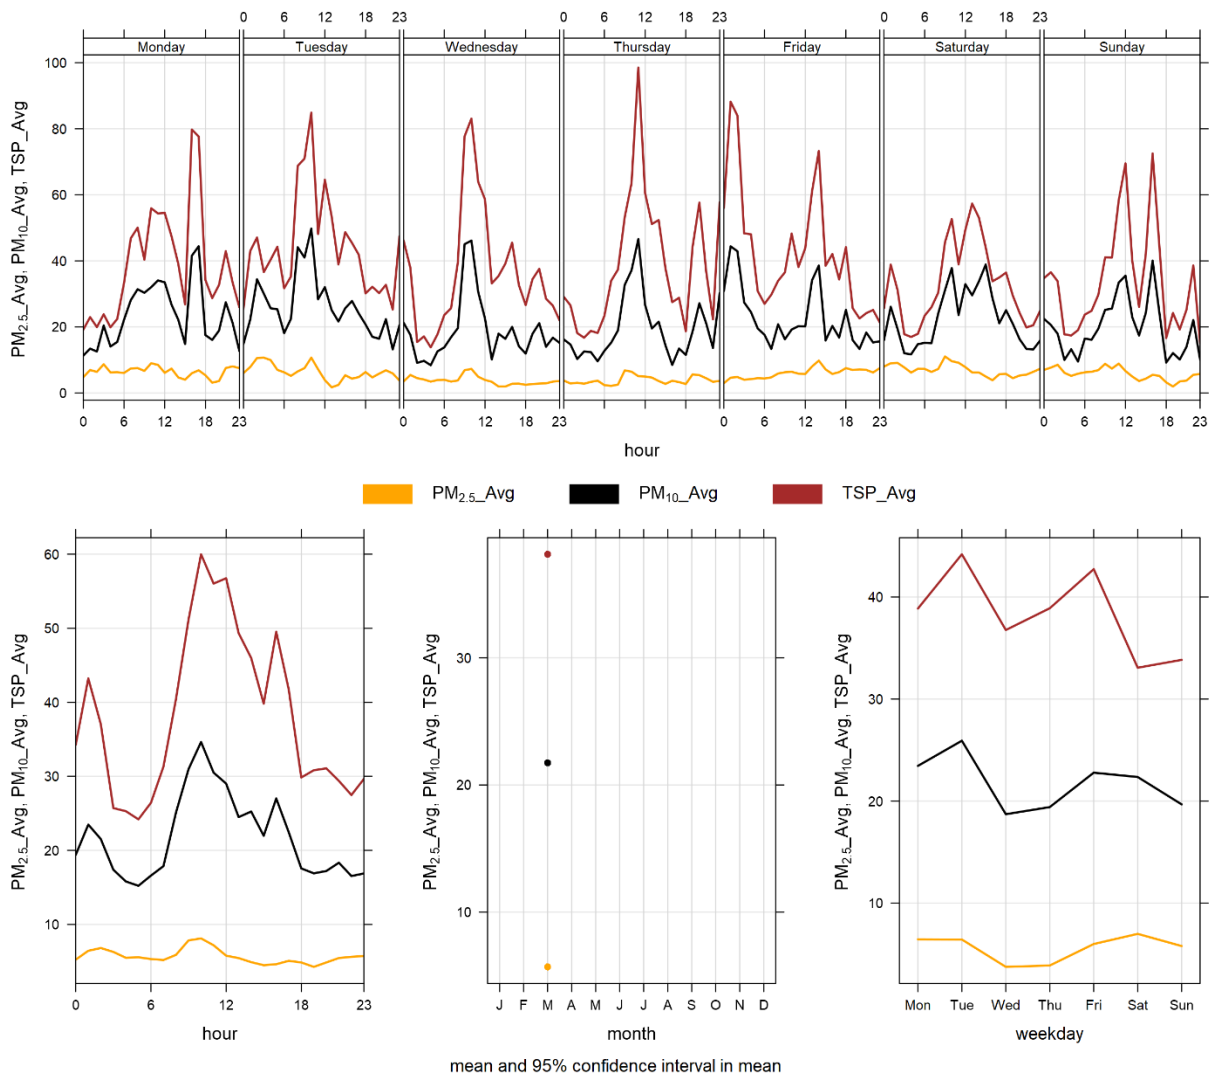 0 6 12 18 23 0 6 12 18 23 0 6 12 18 23
Monday Tuesday Wednesday Thursday Friday Saturday Sunday
100
80
60
40
20
0
PM2.5_Avg, PM10_Avg, TSP_Avg
0 6 12 18 23 0 6 12 18 23 0 6 12 18 23 0 6 12 18 23
hour
PM2.5_Avg PM10_Avg TSP_Avg
60
50
40
30
20
10
PM2.5_Avg, PM10_Avg, TSP_Avg
0 6 12 18 23
hour
30
20
10
PM2.5_Avg, PM10_Avg, TSP_Avg
J F M A M J J A S O N D
month
40
30
20
10
PM2.5_Avg, PM10_Avg, TSP_Avg
Mon Tue Wed Thu Fri Sat Sun
weekday
mean and 95% confidence interval in mean